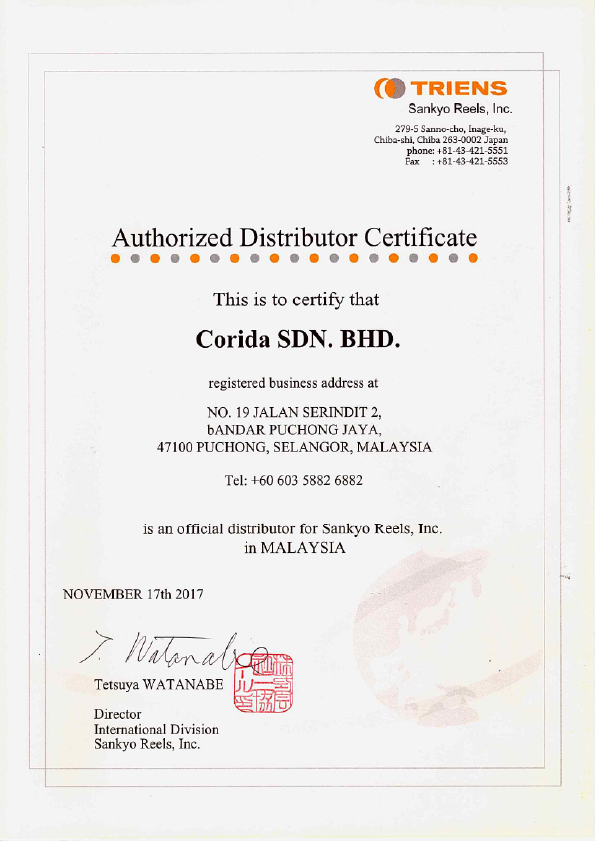 TRIENS
Sankyo Reels, Inc.
279-5 Sanno-cho, Inage-ku,
Chiba-shi, Chiba 263-0002 Japan
phone: +81-43-421-5551
Fax : +81-43-421-5553
Authorized Distributor Certificate
This is to certify that
Corida SDN. BHD.
registered business address at
NO. 19 JALAN SERINDIT 2,
bANDAR PUCHONG JAYA,
47100 PUCHONG, SELANGOR, MALAYSIA
Tel: +60 603 5882 6882
is an official distributor for Sankyo Reels, Inc.
in MALAYSIA
NOVEMBER 17th 2017
T. Watanabe
Tetsuya WATANABE
Director
International Division
Sankyo Reels, Inc.